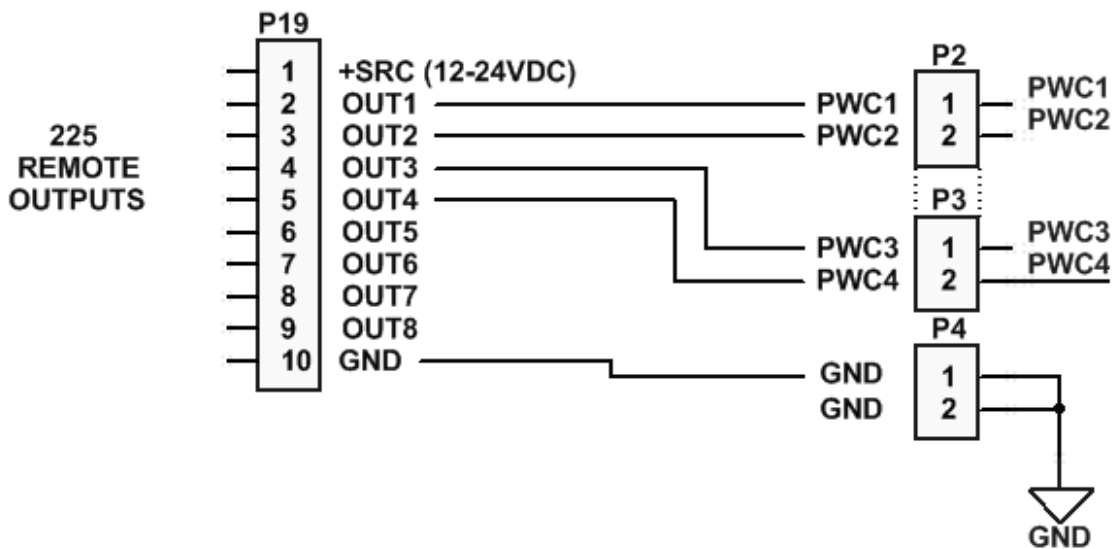 P19
1 +SRC (12-24VDC)
2 OUT1
3 OUT2
4 OUT3
5 OUT4
6 OUT5
7 OUT6
8 OUT7
9 OUT8
10 GND
225
REMOTE
OUTPUTS
P2
PWC1 1 PWC1
PWC2 2 PWC2
P3
PWC3 1 PWC3
PWC4 2 PWC4
P4
GND 1
GND 2
GND